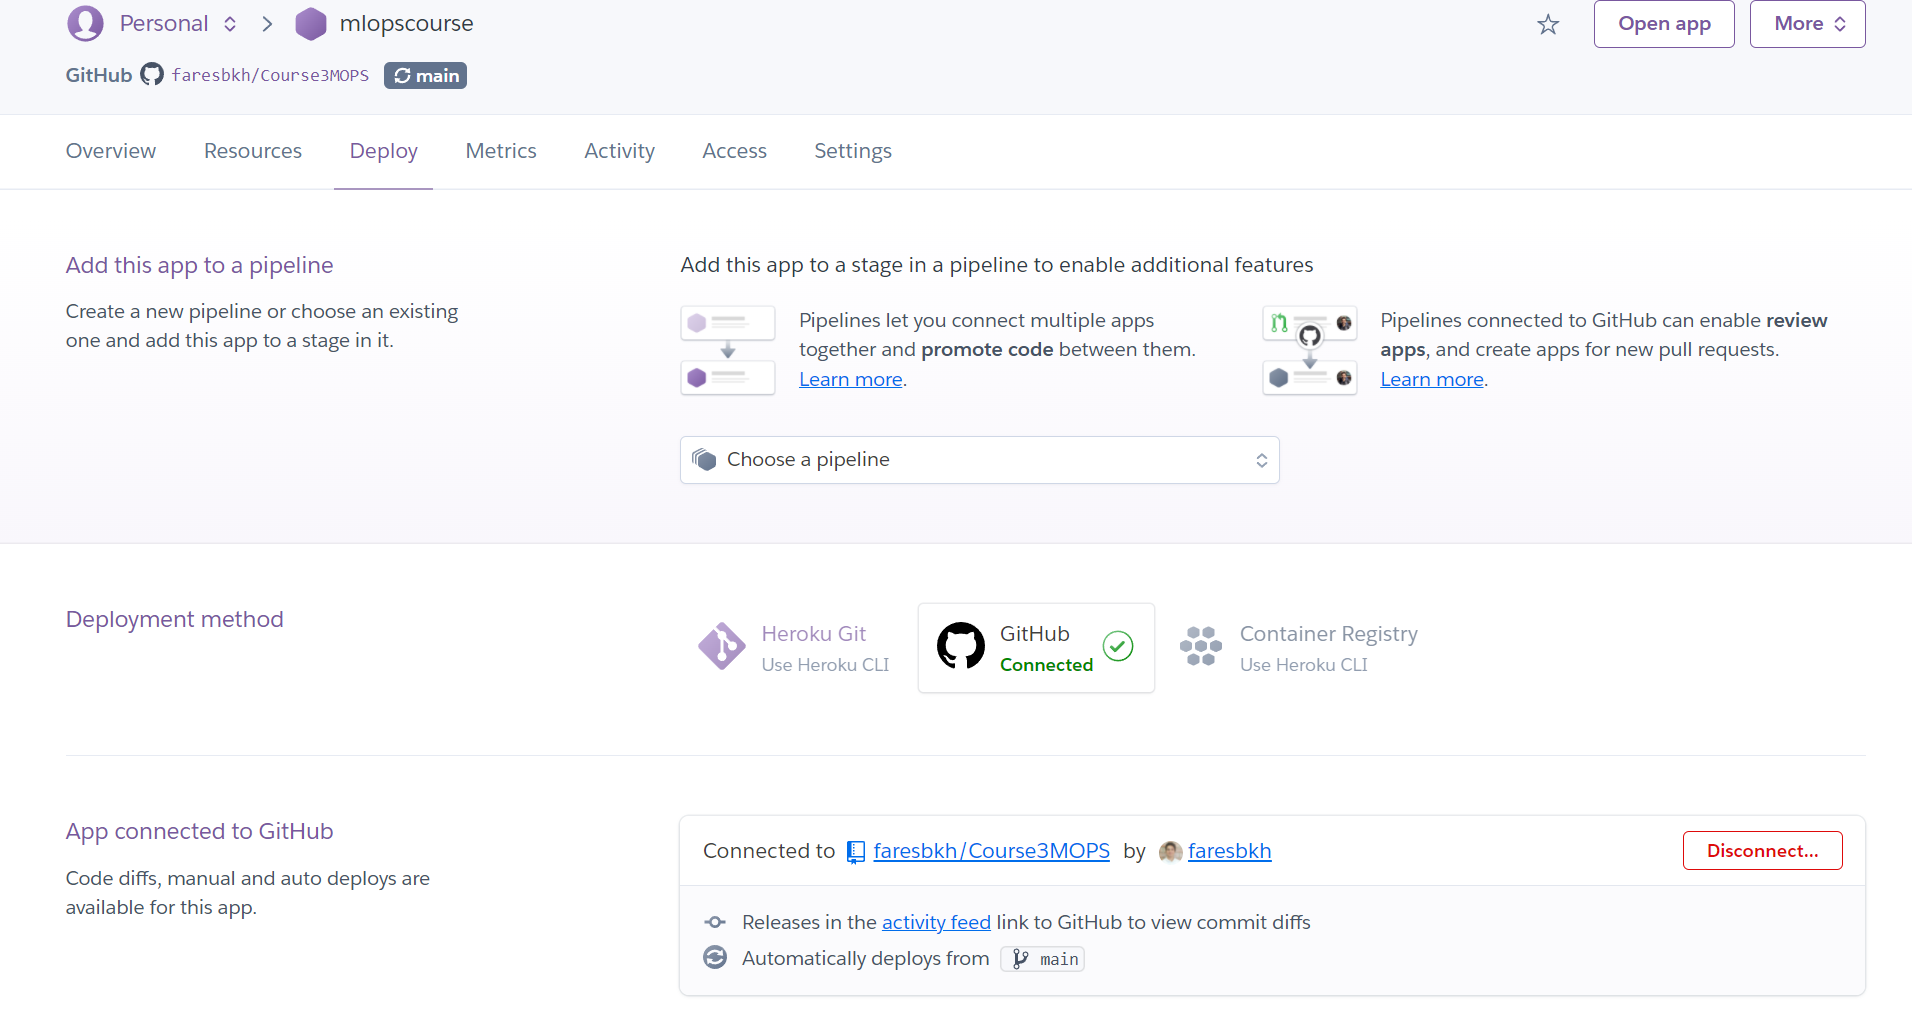 Personal mlopscourse Open app More
GitHub faresbkh/Course3MOPS main
Overview Resources Deploy Metrics Activity Access Settings
Add this app to a pipeline
Create a new pipeline or choose an existing
one and add this app to a stage in it.
Add this app to a stage in a pipeline to enable additional features
Pipelines let you connect multiple apps
together and promote code between them.
Learn more.
Pipelines connected to GitHub can enable review
apps, and create apps for new pull requests.
Learn more.
Choose a pipeline
Deployment method
Heroku Git
Use Heroku CLI
GitHub
Connected
Container Registry
Use Heroku CLI
App connected to GitHub
Code diffs, manual and auto deploys are
available for this app.
Connected to faresbkh/Course3MOPS by faresbkh Disconnect...
Releases in the activity feed link to GitHub to view commit diffs
Automatically deploys from main